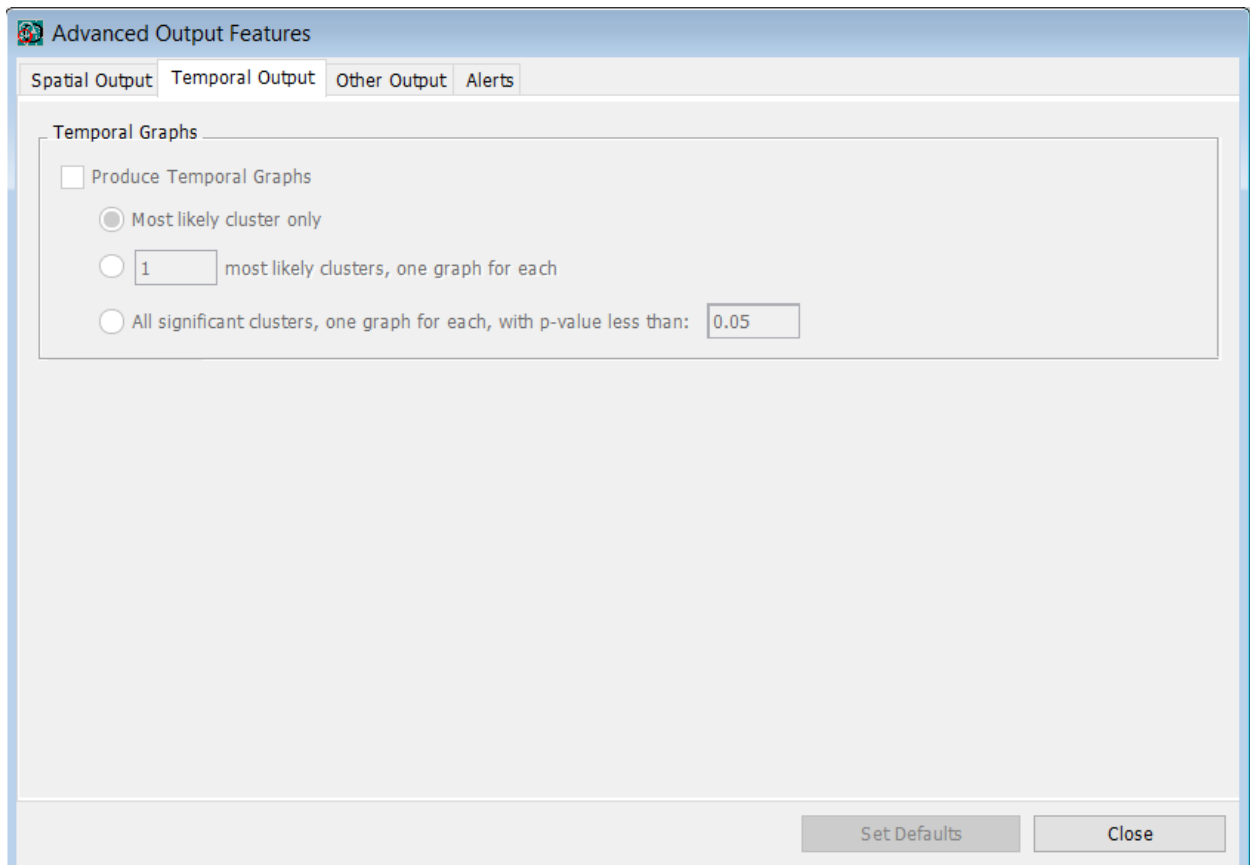 Advanced Output Features
Spatial Output Temporal Output Other Output Alerts
Temporal Graphs
Produce Temporal Graphs
Most likely cluster only
1 most likely clusters, one graph for each
All significant clusters, one graph for each, with p-value less than: 0.05
Set Defaults Close